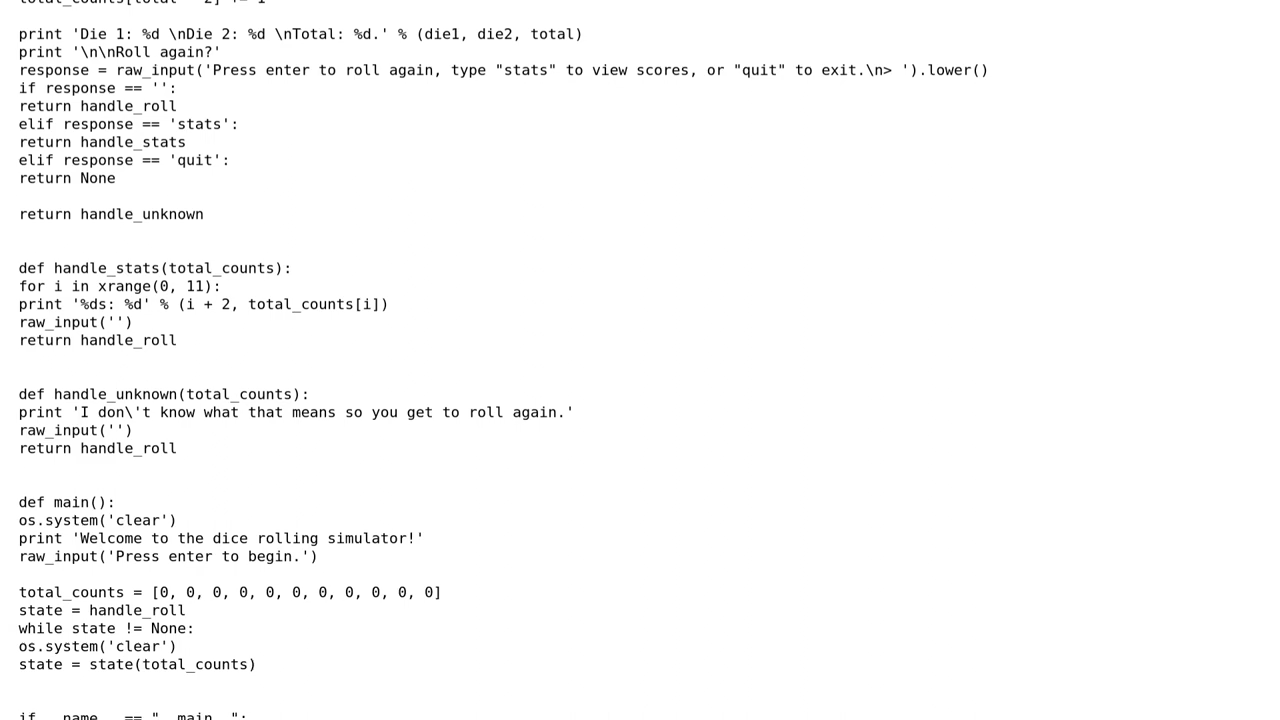 print 'Die 1: %d \nDie 2: %d \nTotal: %d.' % (die1, die2, total)
print '\n\nRoll again?'
response = raw_input('Press enter to roll again, type "stats" to view scores, or "quit" to exit.\n> ').lower()
if response == '':
return handle_roll
elif response == 'stats':
return handle_stats
elif response == 'quit':
return None
return handle_unknown
def handle_stats(total_counts):
for i in xrange(0, 11):
print '%ds: %d' % (i + 2, total_counts[i])
raw_input('')
return handle_roll
def handle_unknown(total_counts):
print 'I don\'t know what that means so you get to roll again.'
raw_input('')
return handle_roll
def main():
os.system('clear')
print 'Welcome to the dice rolling simulator!'
raw_input('Press enter to begin.')
total_counts = [0, 0, 0, 0, 0, 0, 0, 0, 0, 0, 0]
state = handle_roll
while state != None:
os.system('clear')
state = state(total_counts)
if __name__ == "__main__":